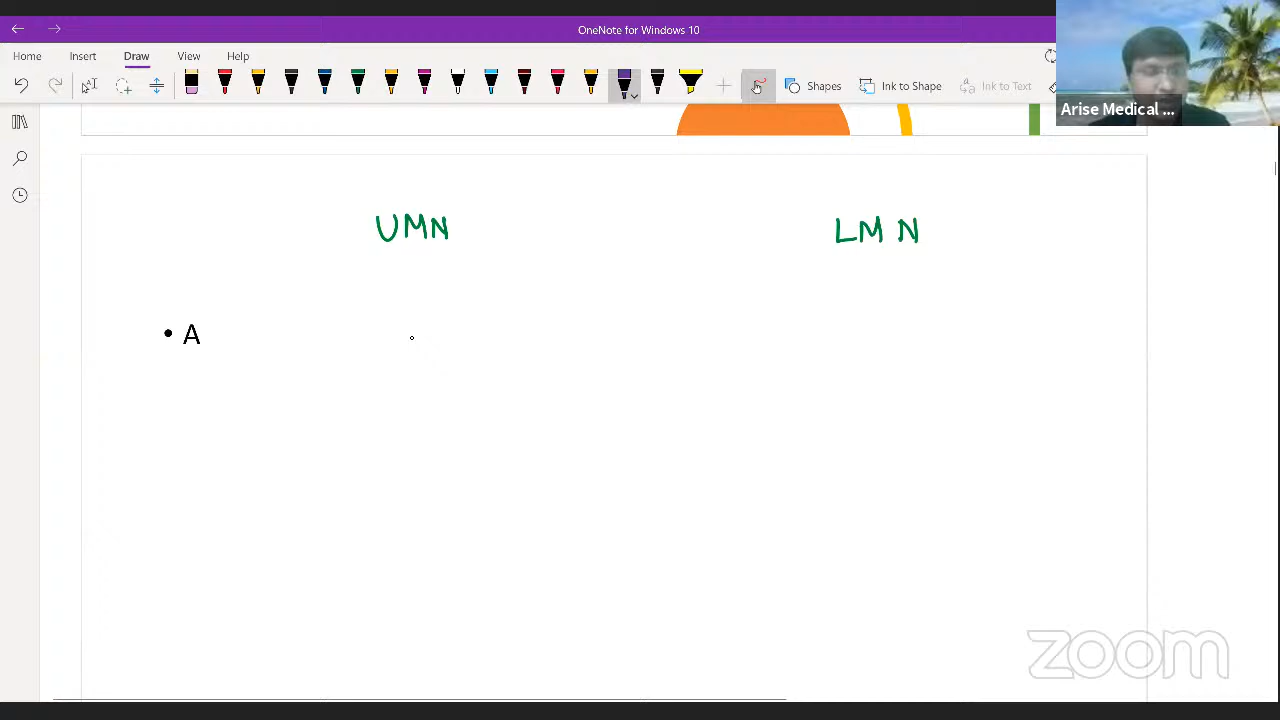 OneNote for Windows 10
Home Insert Draw View Help
Shapes Ink to Shape Ink to Text
Arise Medical ...
UMN LMN
• A
zoom